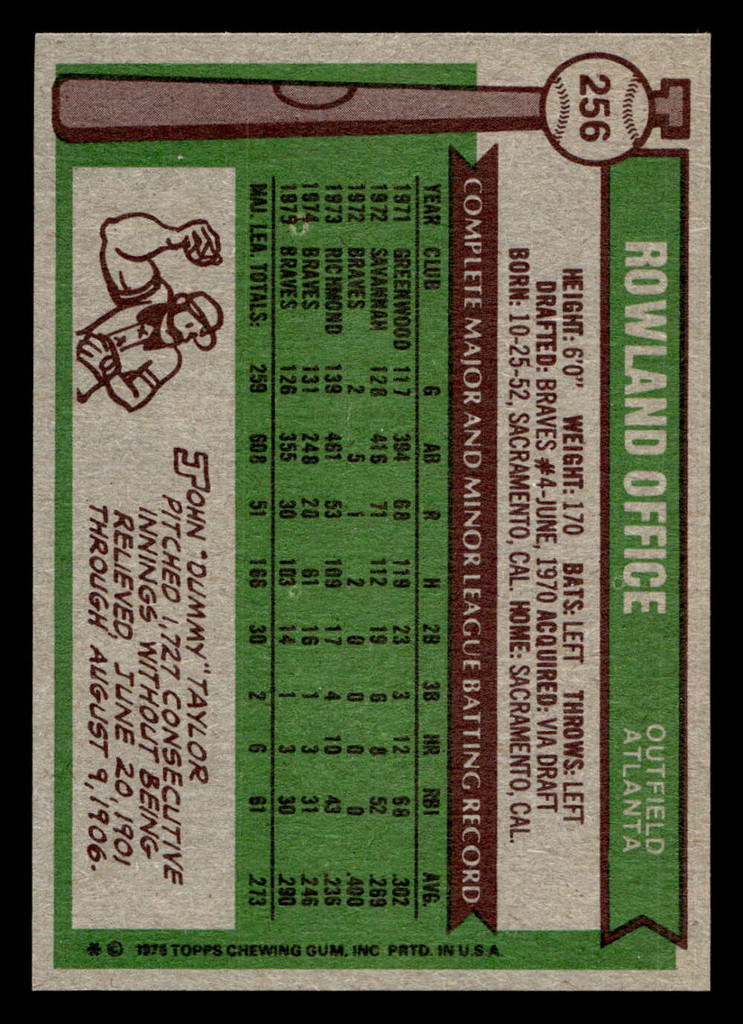 256
ROWLAND OFFICE
OUTFIELD
ATLANTA
HEIGHT: 6'0" WEIGHT: 170 BATS: LEFT THROWS: LEFT
DRAFTED: BRAVES #4-JUNE, 1970 ACQUIRED: VIA DRAFT
BORN: 10-25-52, SACRAMENTO, CAL. HOME: SACRAMENTO, CAL.
COMPLETE MAJOR AND MINOR LEAGUE BATTING RECORD
YEAR CLUB G AB R H 2B 3B HR RBI AVG.
1971 GREENWOOD 117 394 68 119 23 3 12 68 .302
1972 SAVANNAH 128 416 71 112 19 6 8 52 .269
1972 BRAVES 2 5 1 2 0 0 0 0 .400
1973 RICHMOND 139 461 53 109 17 4 10 43 .236
1974 BRAVES 131 248 20 61 16 1 3 31 .246
1975 BRAVES 126 355 30 103 14 1 3 30 .290
MAJ. LEA. TOTALS: 259 608 51 166 30 2 6 61 .273
JOHN "DUMMY" TAYLOR
PITCHED 1,727 CONSECUTIVE
INNINGS WITHOUT BEING
RELIEVED JUNE 20, 1901
THROUGH AUGUST 9, 1906.
* © 1976 TOPPS CHEWING GUM, INC PRTD. IN U.S.A.